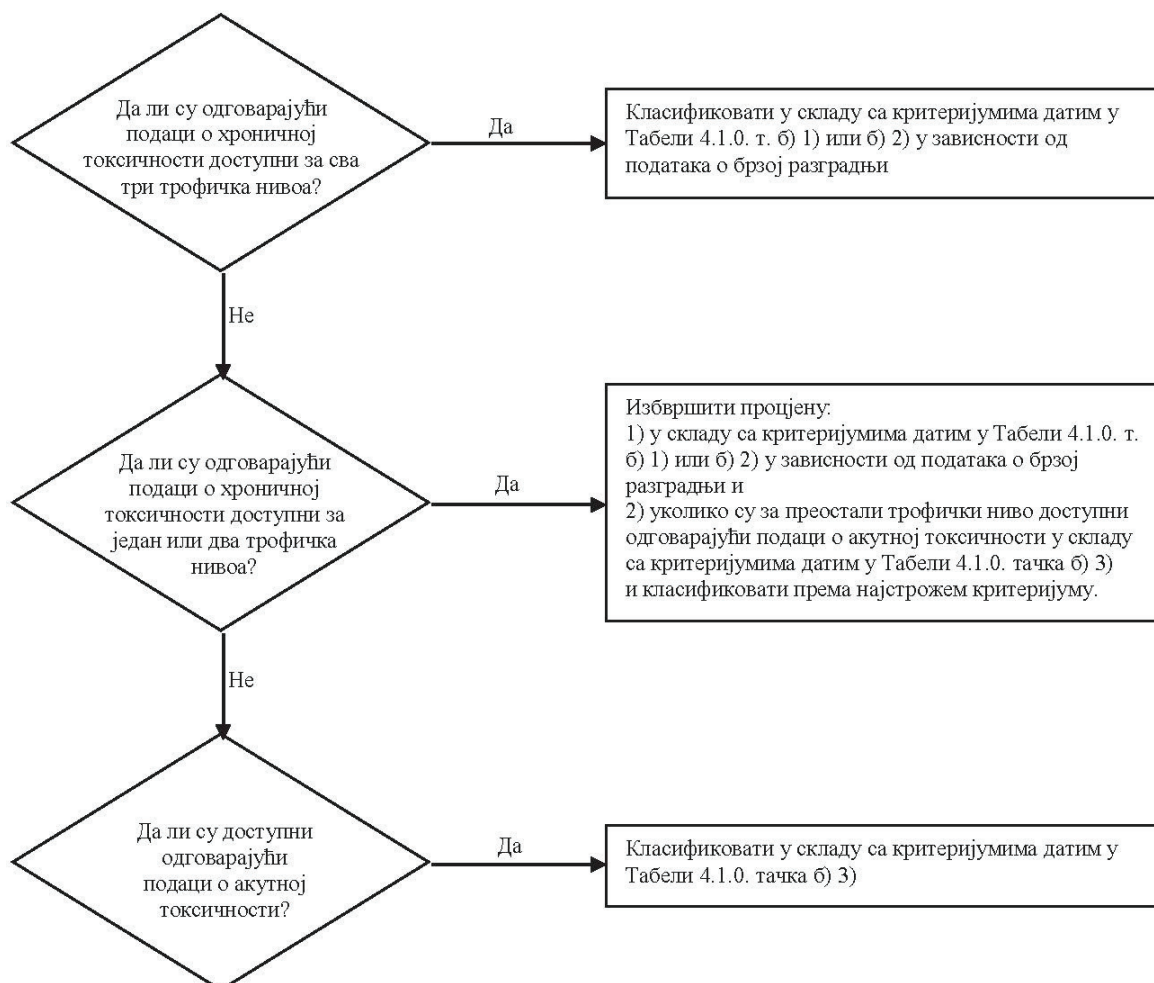 Да ли су одговарајући
подаци о хроничној
токсичности доступни за сва
три трофичка нивоа?
Да
Класификовати у складу са критеријумима датим у
Табели 4.1.0. т. б) 1) или б) 2) у зависности од
података о брзој разградњи
Не
Да ли су одговарајући
подаци о хроничној
токсичности доступни за
један или два трофичка
нивоа?
Да
Избвршити процјену:
1) у складу са критеријумима датим у Табели 4.1.0. т.
б) 1) или б) 2) у зависности од података о брзој
разградњи и
2) уколико су за преостали трофички ниво доступни
одговарајући подаци о акутној токсичности у складу
са критеријумима датим у Табели 4.1.0. тачка б) 3)
и класификовати према најстрожем критеријуму.
Не
Да ли су доступни
одговарајући
подаци о акутној
токсичности?
Да
Класификовати у складу са критеријумима датим у
Табели 4.1.0. тачка б) 3)